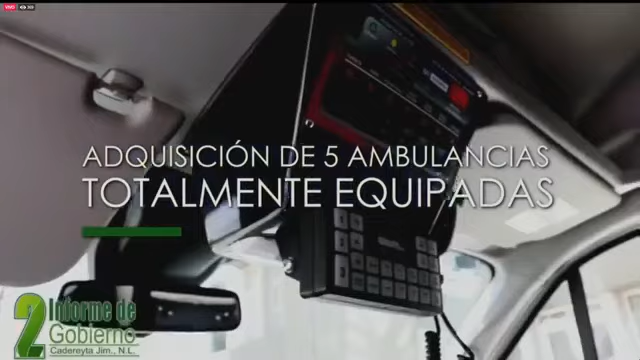 ADQUISICIÓN DE 5 AMBULANCIAS
TOTALMENTE EQUIPADAS
2 Informe de
Gobierno
Cadereyta Jim., N.L.